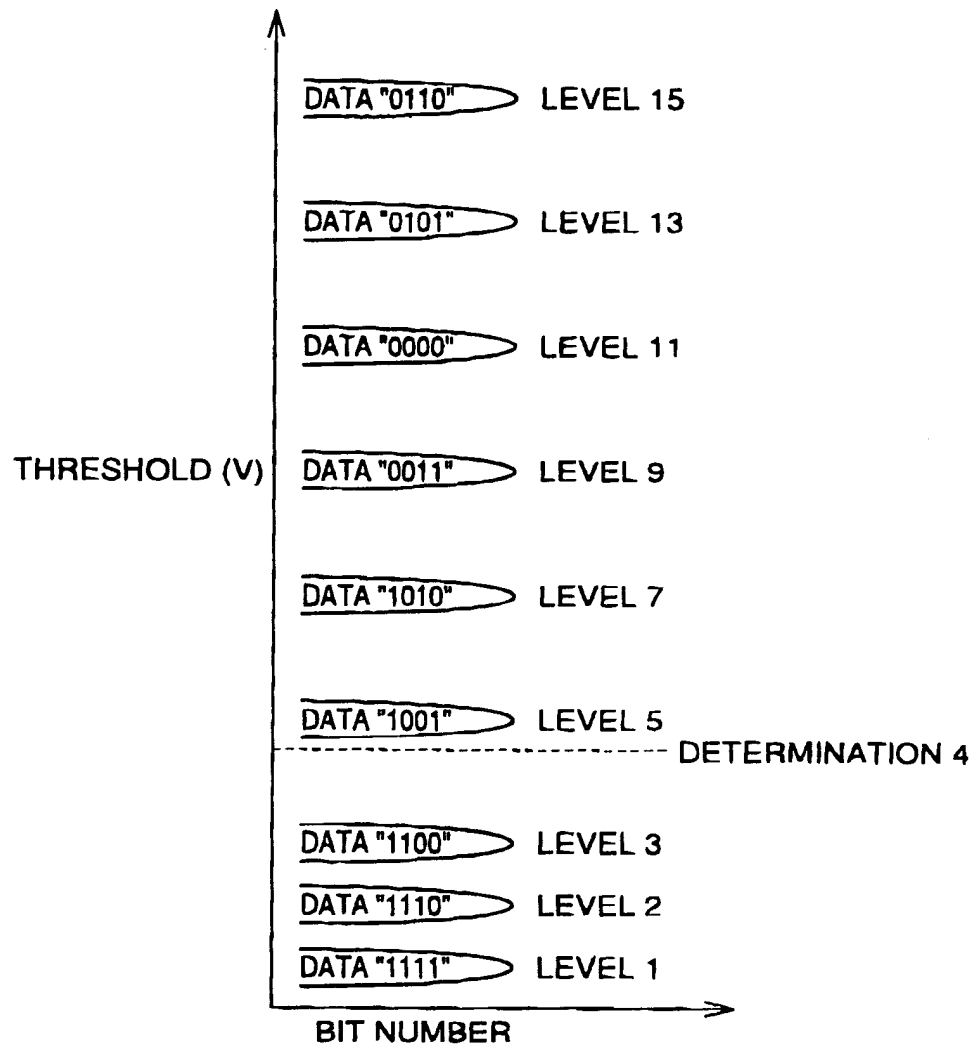 DATA "0110" LEVEL 15
DATA "0101" LEVEL 13
DATA "0000" LEVEL 11
THRESHOLD (V) DATA "0011" LEVEL 9
DATA "1010" LEVEL 7
DATA "1001" LEVEL 5
DETERMINATION 4
DATA "1100" LEVEL 3
DATA "1110" LEVEL 2
DATA "1111" LEVEL 1
BIT NUMBER